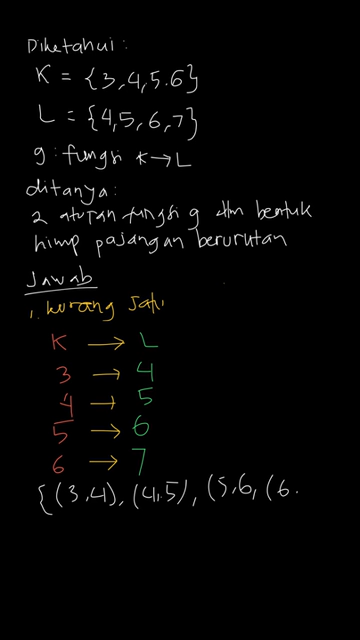 Diketahui:
K = {3,4,5.6}
L = {4,5,6,7}
g: fungsi K→L
ditanya:
2 aturan fungsi g dlm bentuk
himp pajangan berurutan
Jawab
1. kurang satu
K → L
3 → 4
4 → 5
5 → 6
6 → 7
{(3,4), (4,5), (5,6, (6.